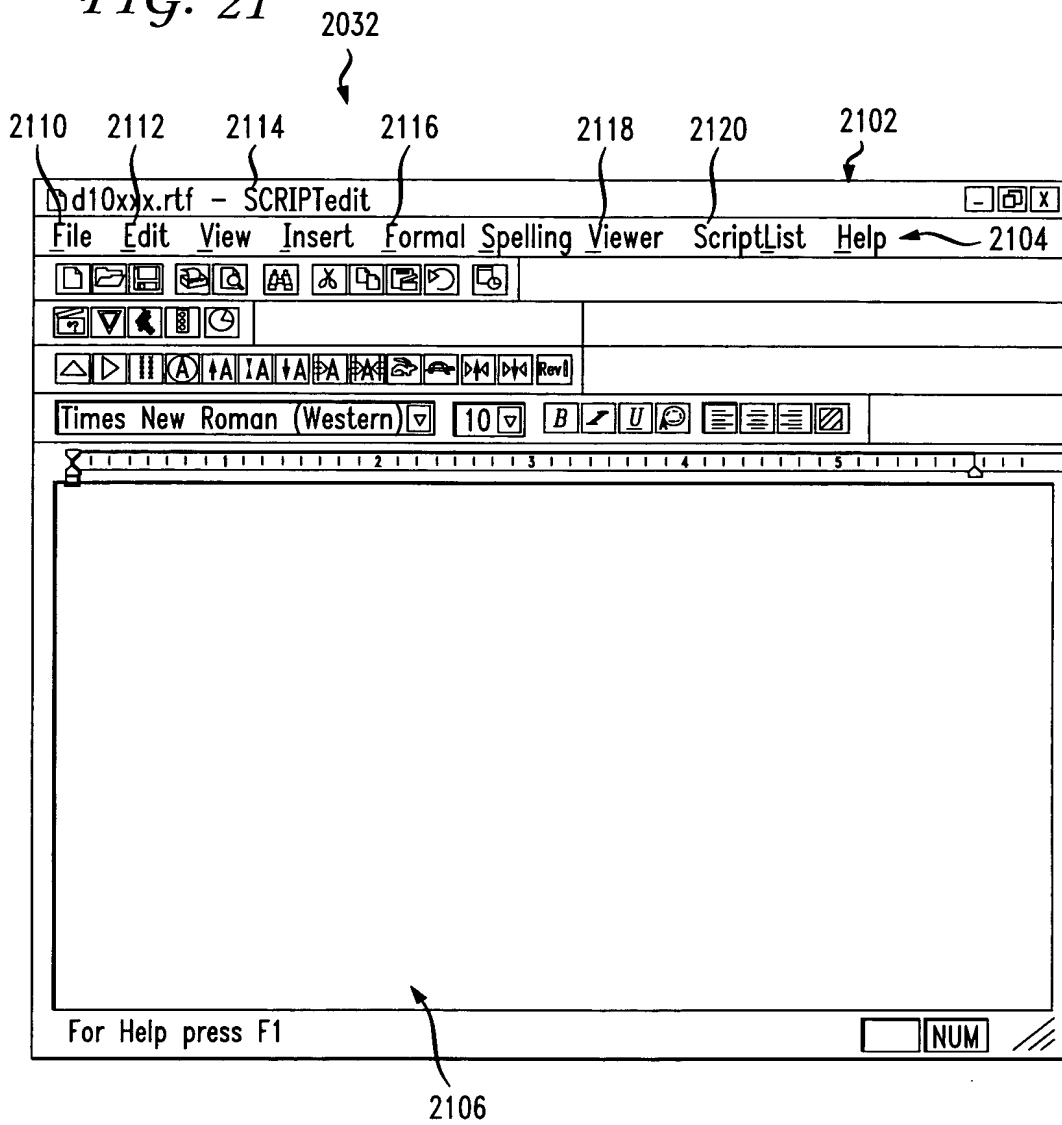 FIG. 21
2032
2110 2112 2114 2116 2118 2120 2102
d10xxx.rtf – SCRIPTedit
File Edit View Insert Formal Spelling Viewer ScriptList Help 2104
A A A A A A Rev
Times New Roman (Western) 10 B I U
1 2 3 4 5
For Help press F1 NUM
2106